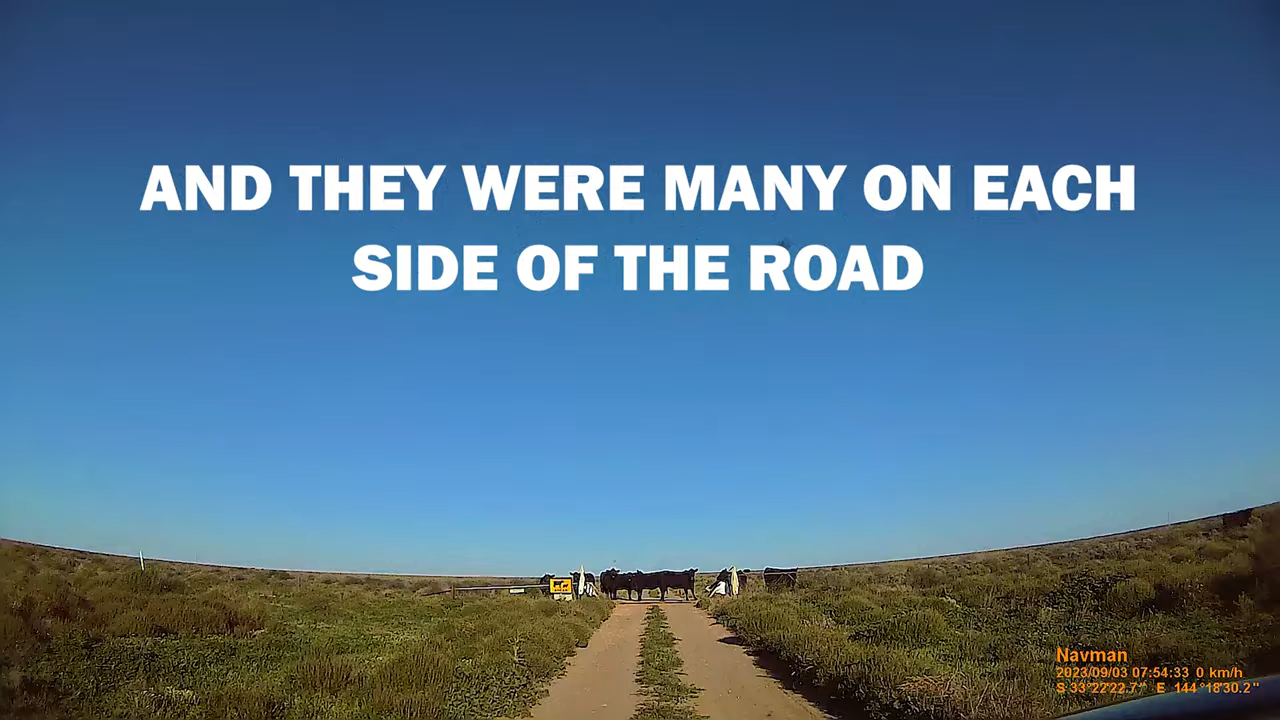 AND THEY WERE MANY ON EACH
SIDE OF THE ROAD
Navman
2023/09/03 07:54:33 0 km/h
S 33°22'22.7" E 144°18'30.2"